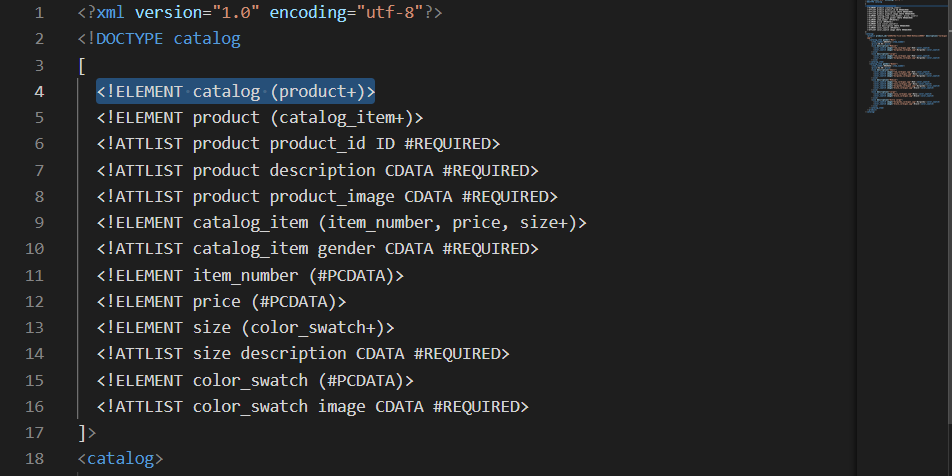 1 <?xml version="1.0" encoding="utf-8"?>
2 <!DOCTYPE catalog
3 [
4 <!ELEMENT catalog (product+)>
5 <!ELEMENT product (catalog_item+)>
6 <!ATTLIST product product_id ID #REQUIRED>
7 <!ATTLIST product description CDATA #REQUIRED>
8 <!ATTLIST product product_image CDATA #REQUIRED>
9 <!ELEMENT catalog_item (item_number, price, size+)>
10 <!ATTLIST catalog_item gender CDATA #REQUIRED>
11 <!ELEMENT item_number (#PCDATA)>
12 <!ELEMENT price (#PCDATA)>
13 <!ELEMENT size (color_swatch+)>
14 <!ATTLIST size description CDATA #REQUIRED>
15 <!ELEMENT color_swatch (#PCDATA)>
16 <!ATTLIST color_swatch image CDATA #REQUIRED>
17 ]>
18 <catalog>